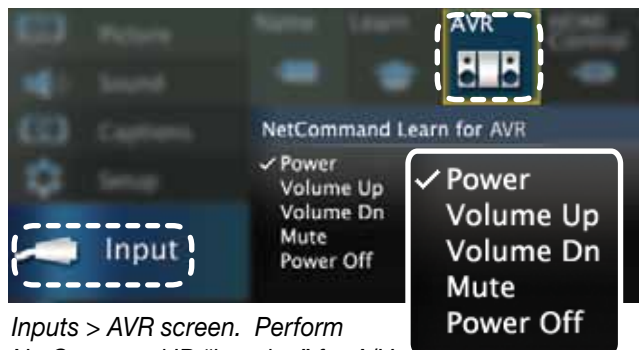 Name Learn AVR
Control
Picture
Sound
Captions
Setup
Input
NetCommand Learn for AVR
✓ Power
Volume Up
Volume Dn
Mute
Power Off
✓ Power
Volume Up
Volume Dn
Mute
Power Off
Inputs > AVR screen. Perform